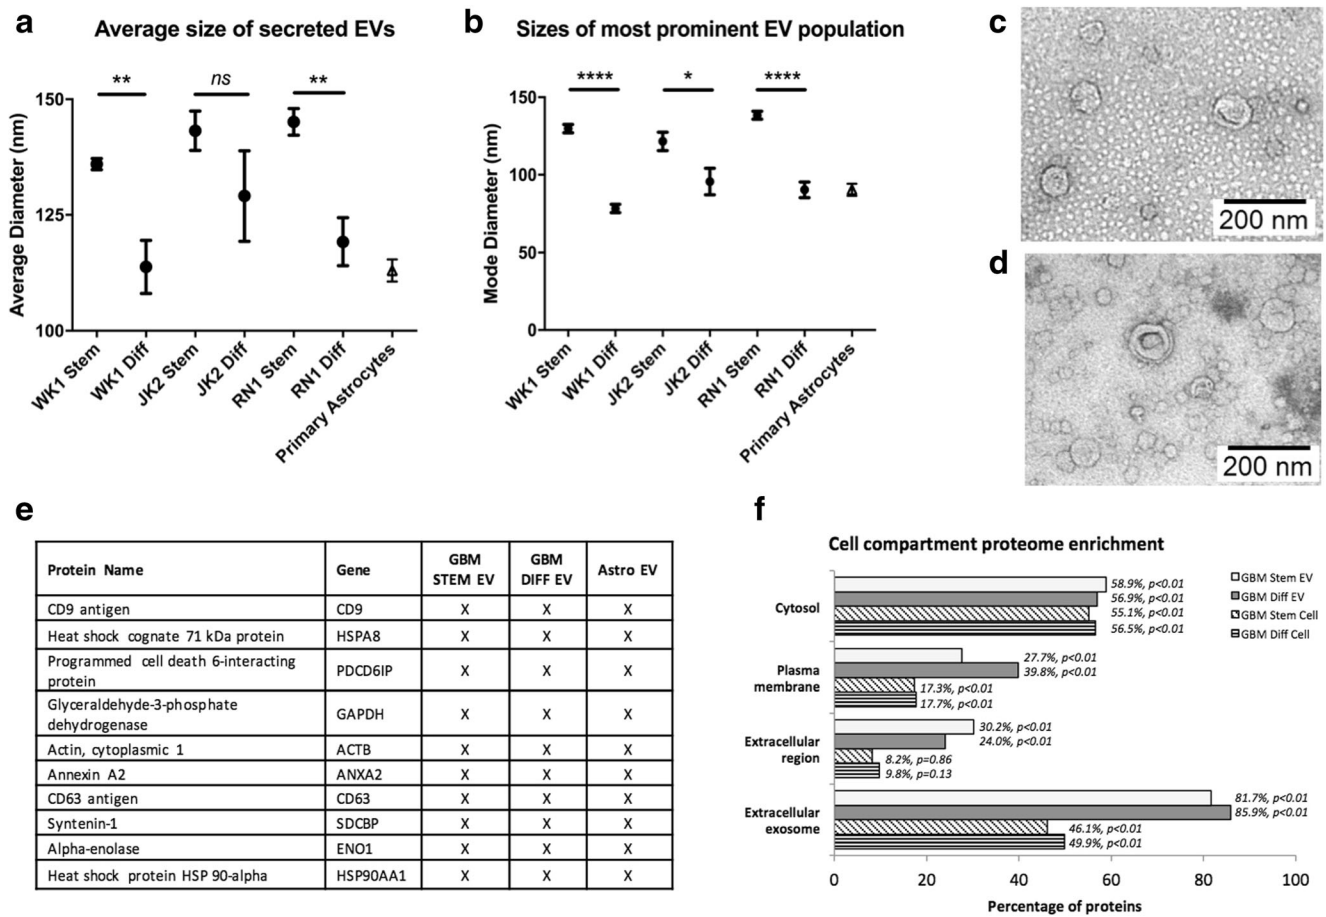 a
Average size of secreted EVs
Average Diameter (nm)
150
125
100
**
ns
**
WK1 Stem
WK1 Diff
JK2 Stem
JK2 Diff
RN1 Stem
RN1 Diff
Primary Astrocytes
b
Sizes of most prominent EV population
Mode Diameter (nm)
150
100
50
0
****
*
****
WK1 Stem
WK1 Diff
JK2 Stem
JK2 Diff
RN1 Stem
RN1 Diff
Primary Astrocytes
c
200 nm
d
200 nm
e
Protein Name Gene GBM STEM EV GBM DIFF EV Astro EV
CD9 antigen CD9 X X X
Heat shock cognate 71 kDa protein HSPA8 X X X
Programmed cell death 6-interacting
protein PDCD6IP X X X
Glyceraldehyde-3-phosphate
dehydrogenase GAPDH X X X
Actin, cytoplasmic 1 ACTB X X X
Annexin A2 ANXA2 X X X
CD63 antigen CD63 X X X
Syntenin-1 SDCBP X X X
Alpha-enolase ENO1 X X X
Heat shock protein HSP 90-alpha HSP90AA1 X X X
f
Cell compartment proteome enrichment
GBM Stem EV
GBM Diff EV
GBM Stem Cell
GBM Diff Cell
Cytosol
58.9%, p<0.01
56.9%, p<0.01
55.1%, p<0.01
56.5%, p<0.01
Plasma
membrane
27.7%, p<0.01
39.8%, p<0.01
17.3%, p<0.01
17.7%, p<0.01
Extracellular
region
30.2%, p<0.01
24.0%, p<0.01
8.2%, p=0.86
9.8%, p=0.13
Extracellular
exosome
81.7%, p<0.01
85.9%, p<0.01
46.1%, p<0.01
49.9%, p<0.01
0 20 40 60 80 100
Percentage of proteins